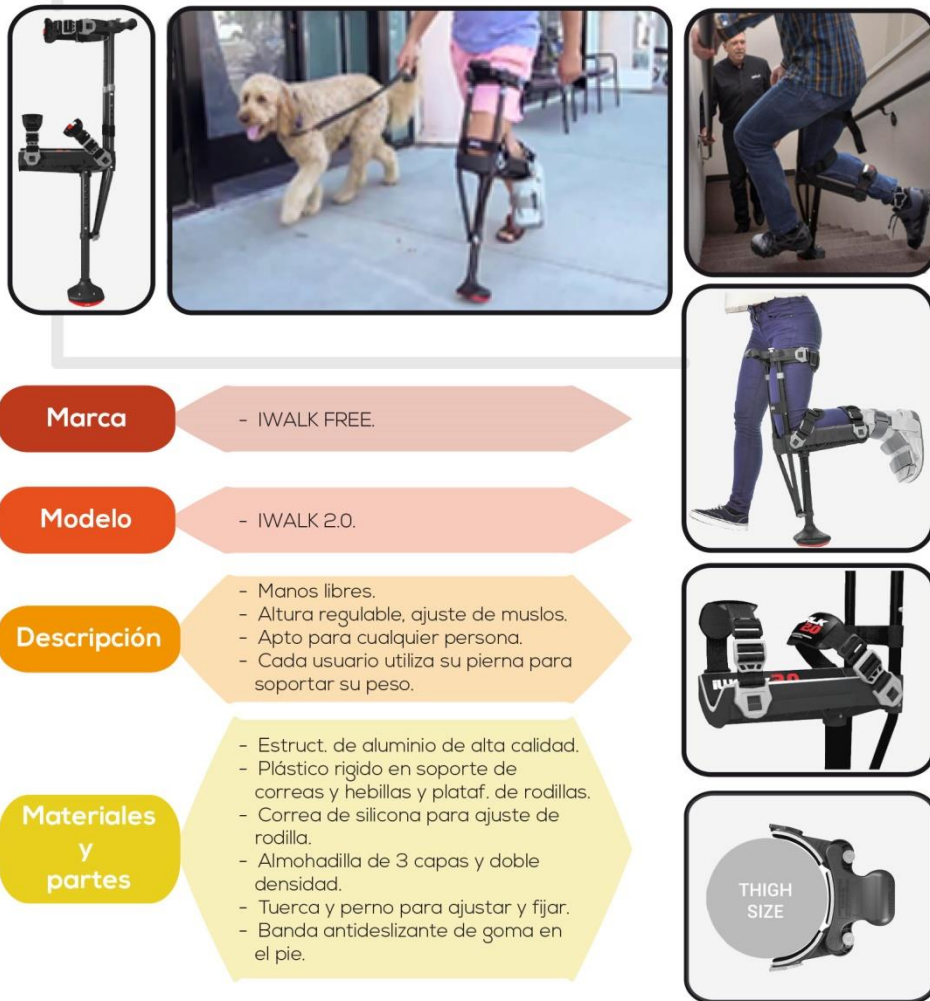 Marca
- IWALK FREE.
Modelo
- IWALK 2.0.
Descripción
- Manos libres.
- Altura regulable, ajuste de muslos.
- Apto para cualquier persona.
- Cada usuario utiliza su pierna para
soportar su peso.
Materiales
y
partes
- Estruct. de aluminio de alta calidad.
- Plástico rigido en soporte de
correas y hebillas y plataf. de rodillas.
- Correa de silicona para ajuste de
rodilla.
- Almohadilla de 3 capas y doble
densidad.
- Tuerca y perno para ajustar y fijar.
- Banda antideslizante de goma en
el pie.
2.0
THIGH
SIZE